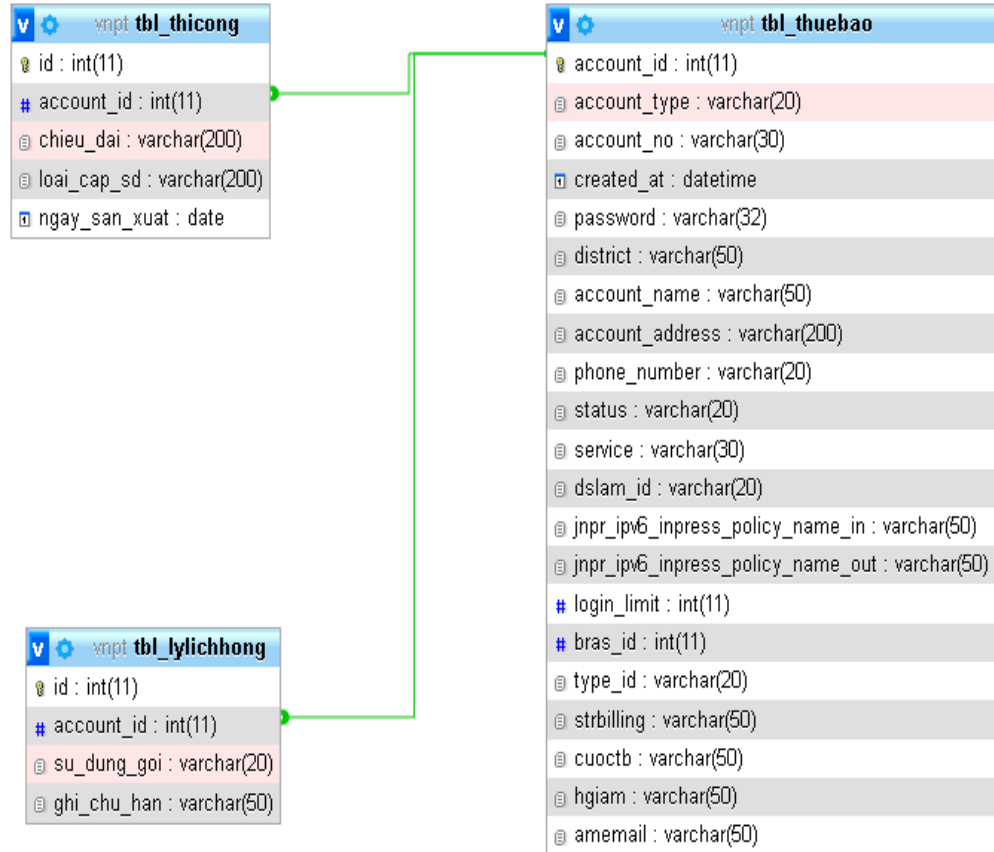 v vnpt tbl_thicong
id : int(11)
# account_id : int(11)
chieu_dai : varchar(200)
loai_cap_sd : varchar(200)
ngay_san_xuat : date
v vnpt tbl_thuebao
account_id : int(11)
account_type : varchar(20)
account_no : varchar(30)
created_at : datetime
password : varchar(32)
district : varchar(50)
account_name : varchar(50)
account_address : varchar(200)
phone_number : varchar(20)
status : varchar(20)
service : varchar(30)
dslam_id : varchar(20)
jnpr_ipv6_inpress_policy_name_in : varchar(50)
jnpr_ipv6_inpress_policy_name_out : varchar(50)
# login_limit : int(11)
# bras_id : int(11)
type_id : varchar(20)
strbilling : varchar(50)
cuoctb : varchar(50)
hgiam : varchar(50)
amemail : varchar(50)
v vnpt tbl_lylichhong
id : int(11)
# account_id : int(11)
su_dung_goi : varchar(20)
ghi_chu_han : varchar(50)